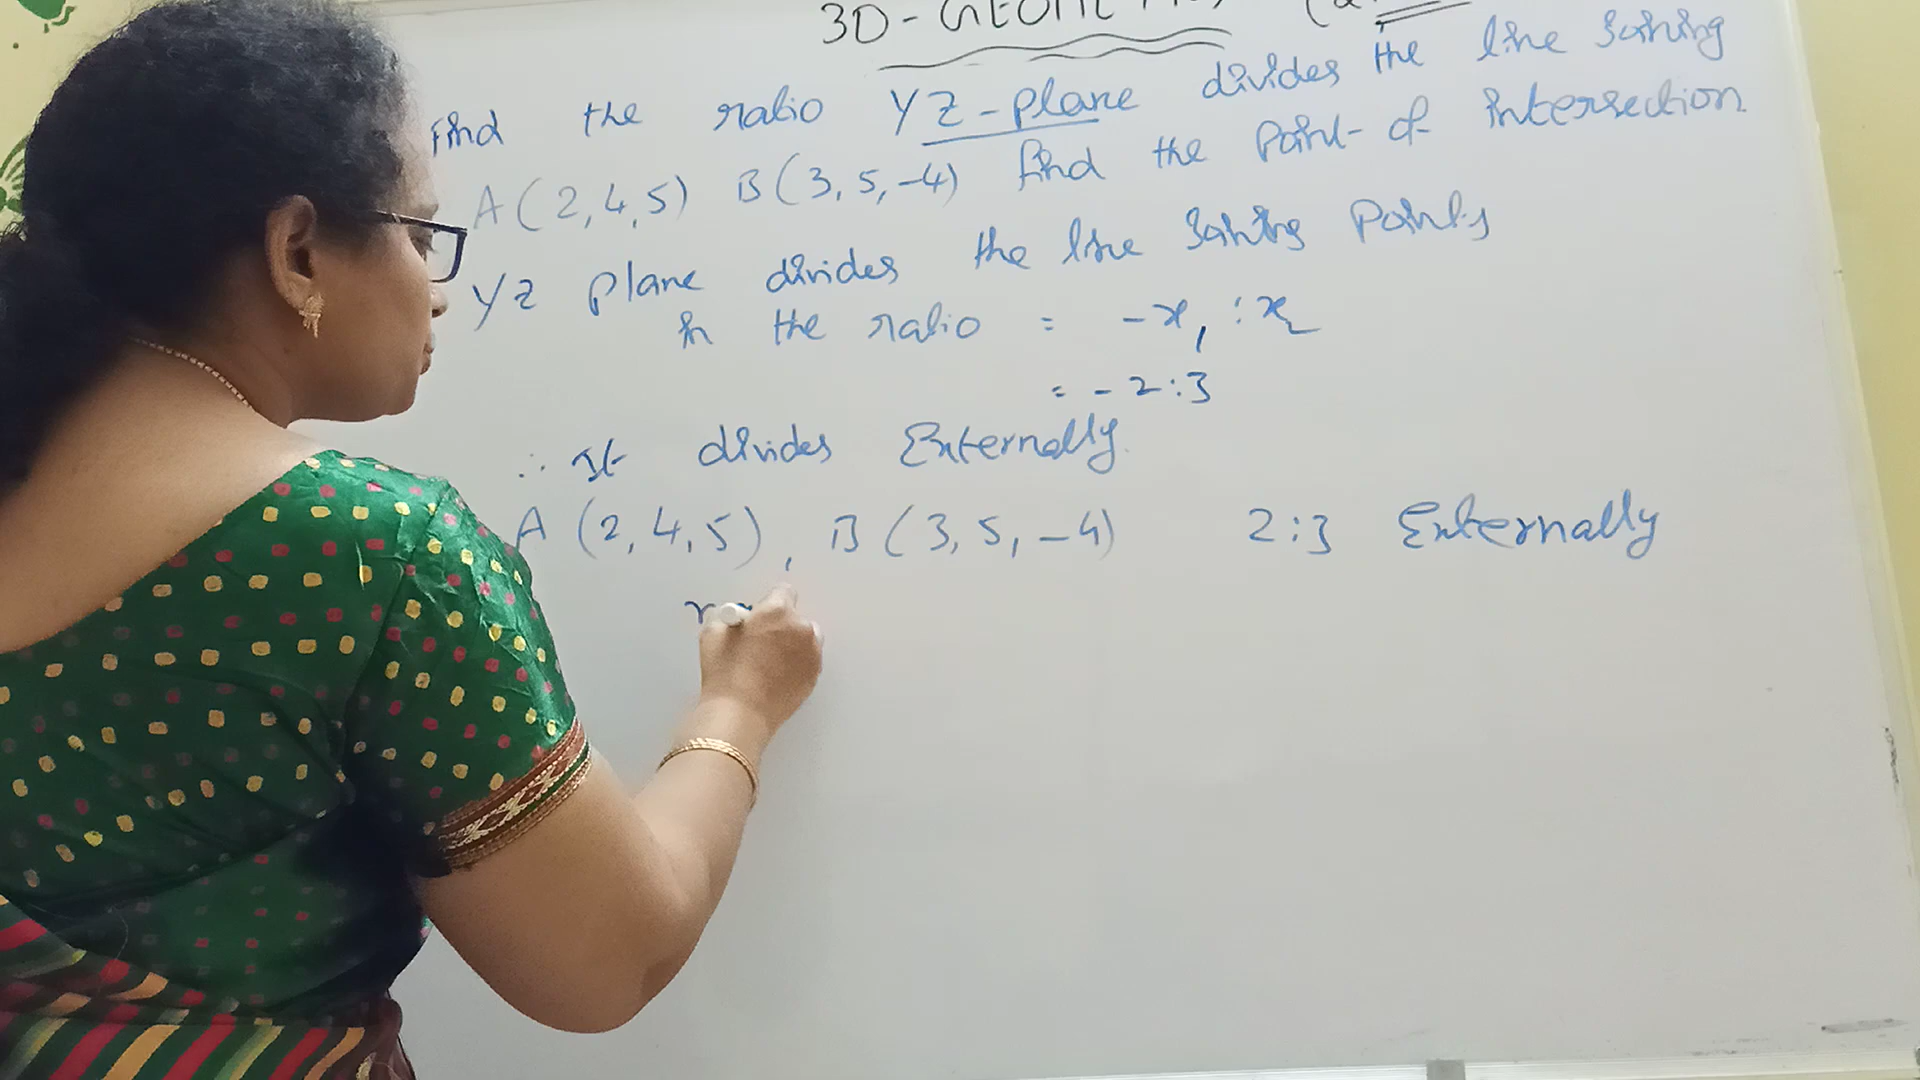 3D - GEOMETRY
Find the ratio YZ-plane divides the line joining
A(2,4,5) B(3,5,-4) find the point of intersection
YZ plane divides the line joining points
in the ratio = -x₁ : x₂
= -2:3
∴ It divides Externally.
A (2,4,5), B (3,5,-4) 2:3 Externally